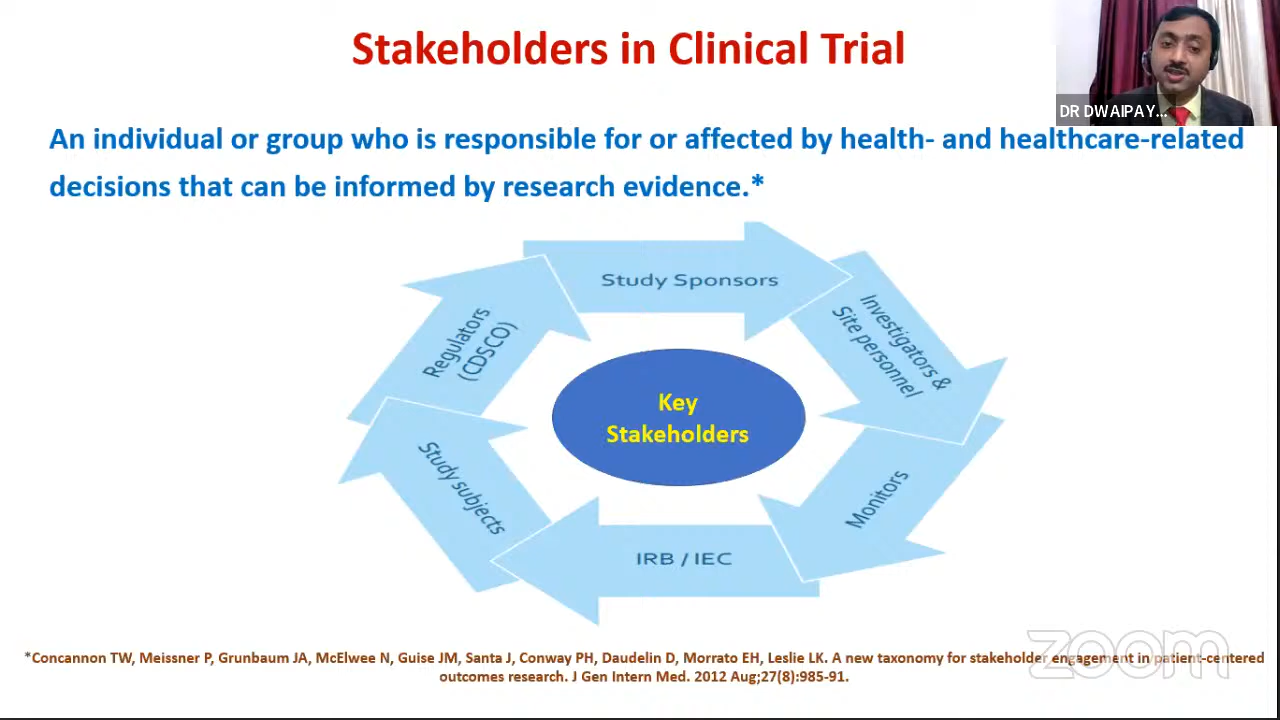 Stakeholders in Clinical Trial
DR DWAIPAY...
An individual or group who is responsible for or affected by health- and healthcare-related
decisions that can be informed by research evidence.*
Study Sponsors
Investigators &
Site personnel
Monitors
IRB / IEC
Study subjects
Regulators
(CDSCO)
Key
Stakeholders
zoom
*Concannon TW, Meissner P, Grunbaum JA, McElwee N, Guise JM, Santa J, Conway PH, Daudelin D, Morrato EH, Leslie LK. A new taxonomy for stakeholder engagement in patient-centered
outcomes research. J Gen Intern Med. 2012 Aug;27(8):985-91.